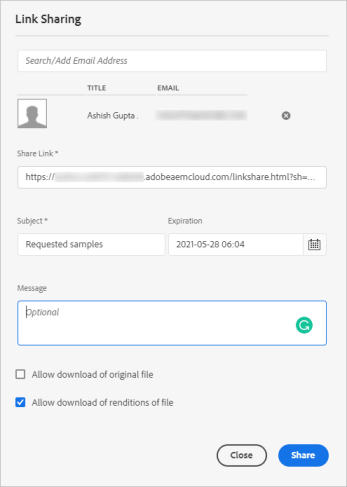 Link Sharing
Search/Add Email Address
TITLE EMAIL
Ashish Gupta .
Share Link *
https:// .adobeaemcloud.com/linkshare.html?sh=...
Subject * Expiration
Requested samples 2021-05-28 06:04
Message
Optional
Allow download of original file
Allow download of renditions of file
Close Share